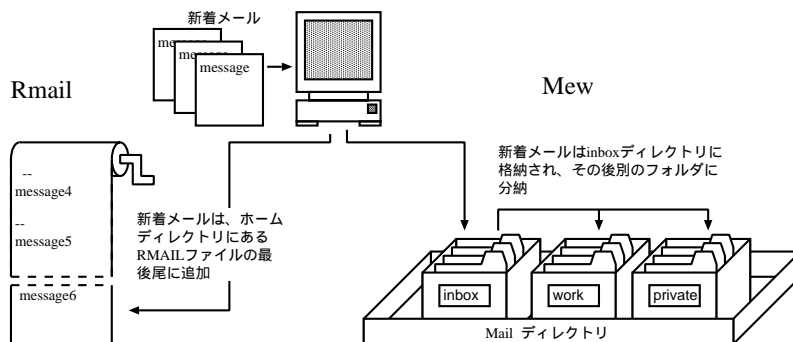 新着メール
message
message
message
Rmail
Mew
--
message4
--
message5
message6
新着メールは、ホーム
ディレクトリにある
RMAILファイルの最
後尾に追加
新着メールはinboxディレクトリに
格納され、その後別のフォルダに
分納
inbox
work
private
Mail ディレクトリ